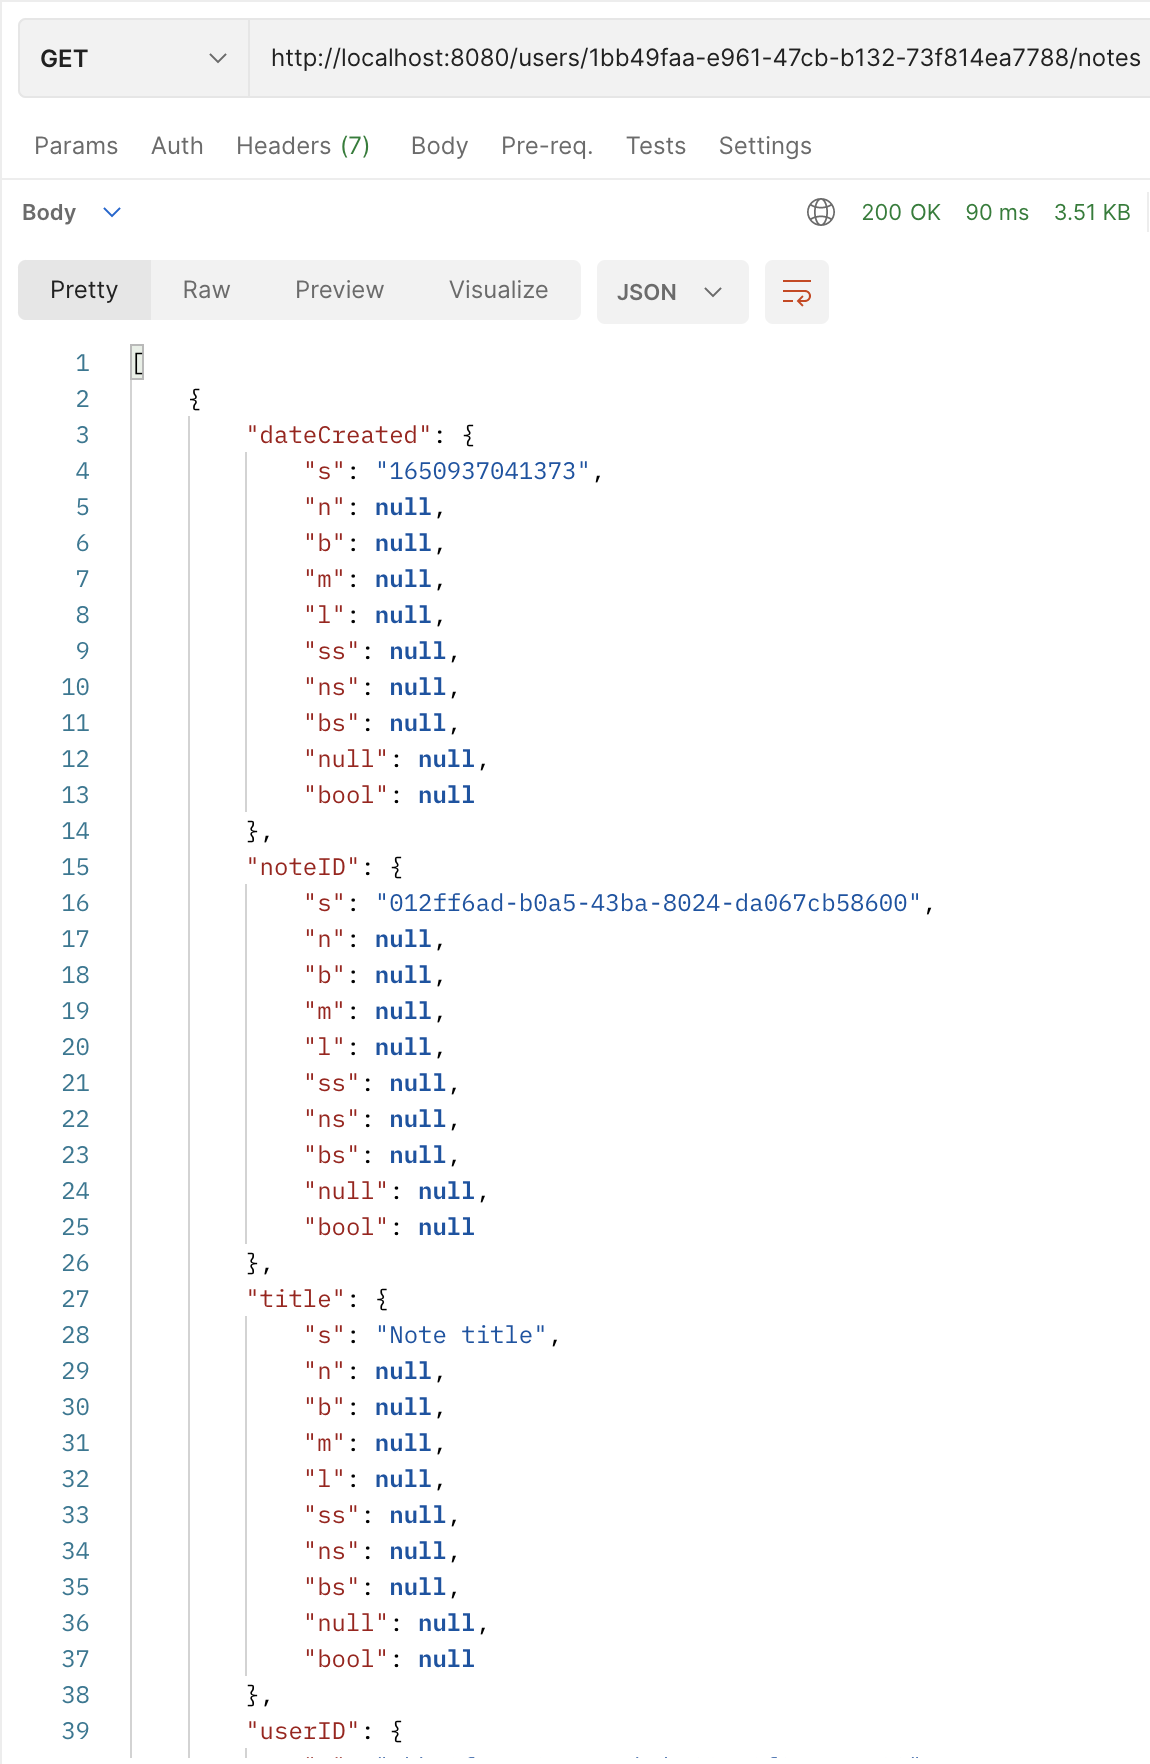 GET http://localhost:8080/users/1bb49faa-e961-47cb-b132-73f814ea7788/notes
Params Auth Headers (7) Body Pre-req. Tests Settings
Body 200 OK 90 ms 3.51 KB
Pretty Raw Preview Visualize JSON
1 [
2 {
3 "dateCreated": {
4 "s": "1650937041373",
5 "n": null,
6 "b": null,
7 "m": null,
8 "l": null,
9 "ss": null,
10 "ns": null,
11 "bs": null,
12 "null": null,
13 "bool": null
14 },
15 "noteID": {
16 "s": "012ff6ad-b0a5-43ba-8024-da067cb58600",
17 "n": null,
18 "b": null,
19 "m": null,
20 "l": null,
21 "ss": null,
22 "ns": null,
23 "bs": null,
24 "null": null,
25 "bool": null
26 },
27 "title": {
28 "s": "Note title",
29 "n": null,
30 "b": null,
31 "m": null,
32 "l": null,
33 "ss": null,
34 "ns": null,
35 "bs": null,
36 "null": null,
37 "bool": null
38 },
39 "userID": {